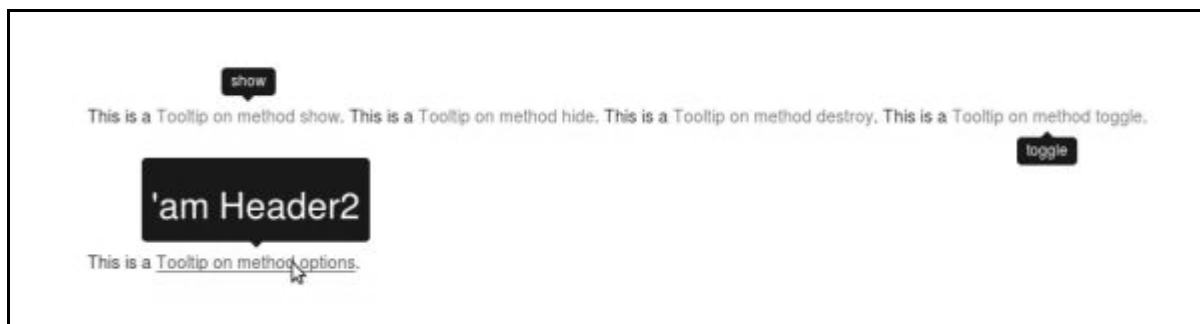 show
This is a Tooltip on method show. This is a Tooltip on method hide. This is a Tooltip on method destroy. This is a Tooltip on method toggle.
toggle
'am Header2
This is a Tooltip on method options.